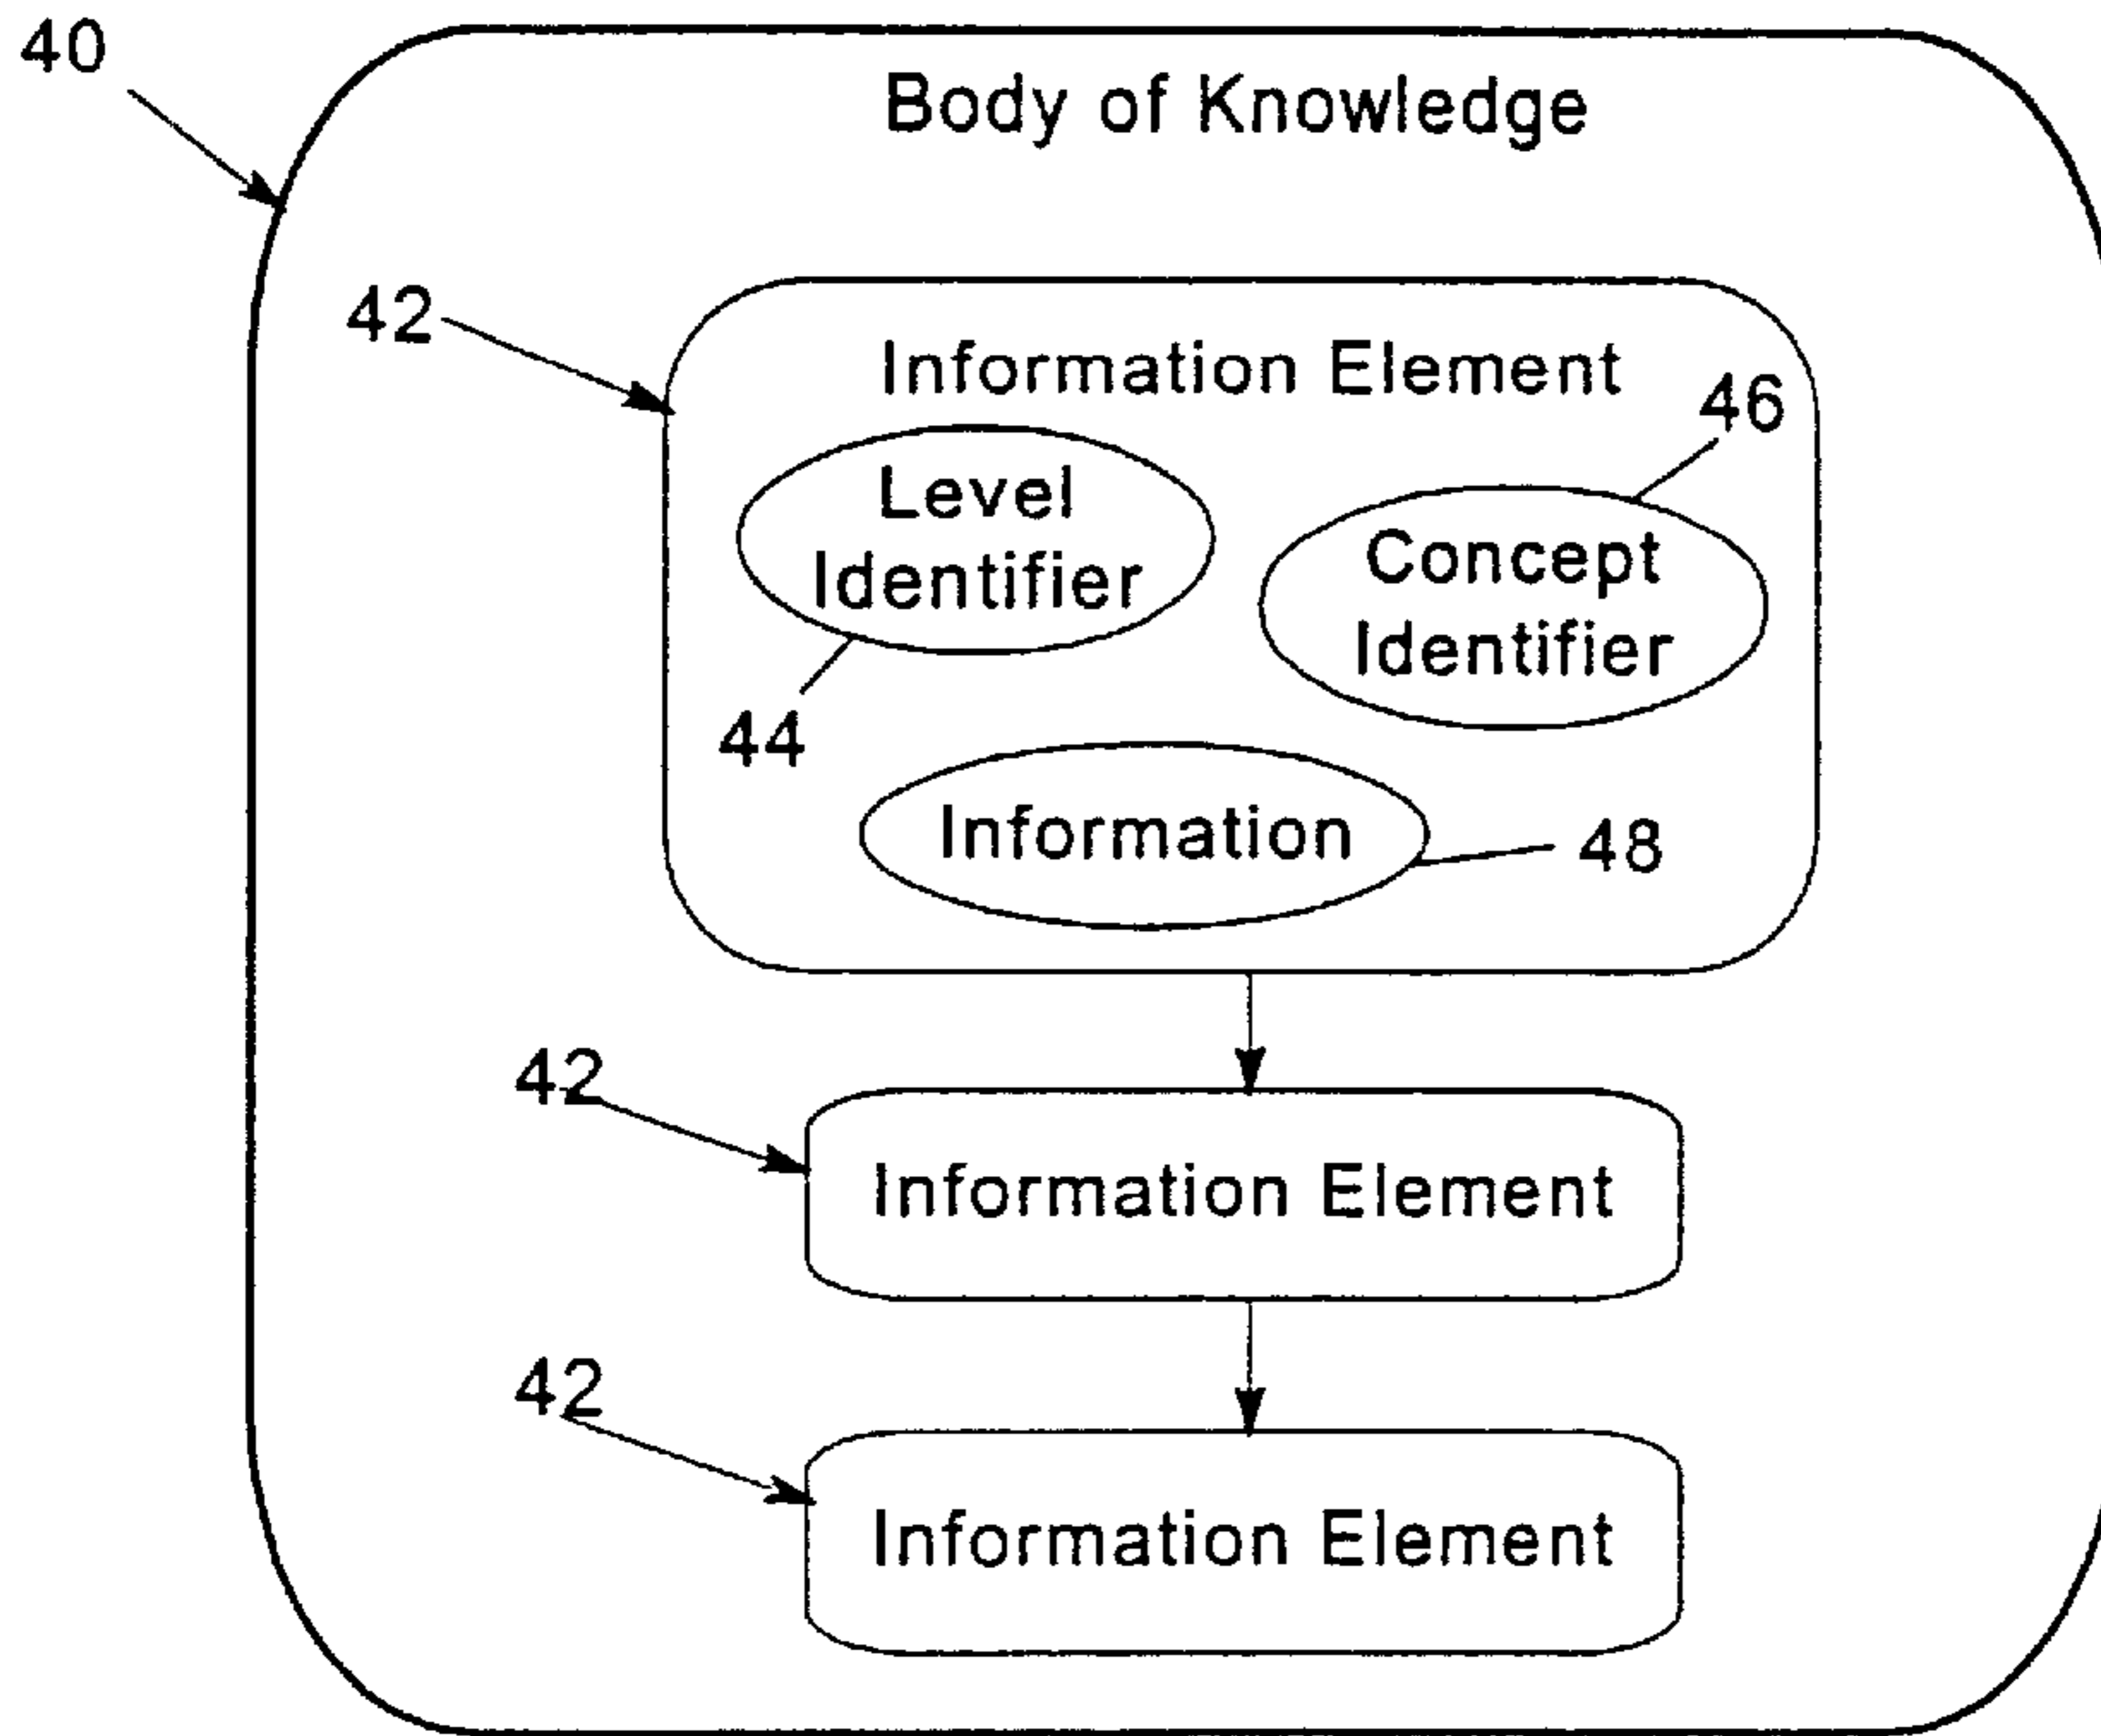 40
Body of Knowledge
42
Information Element
46
Level
Identifier
Concept
Identifier
44
Information
48
42
Information Element
42
Information Element